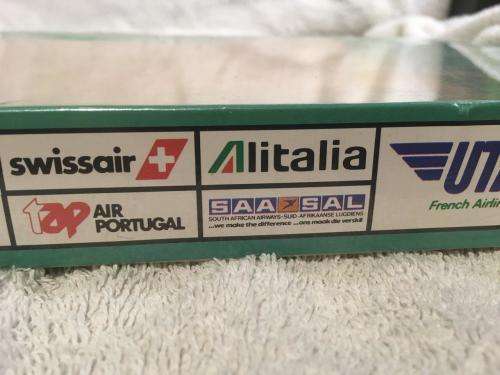 swissair
Alitalia
UTA
French Airlin
tap AIR
PORTUGAL
SAA SAL
SOUTH AFRICAN AIRWAYS-SUID-AFRIKAANSE LUGDIENS
...we make the difference ...ons maak die verskil